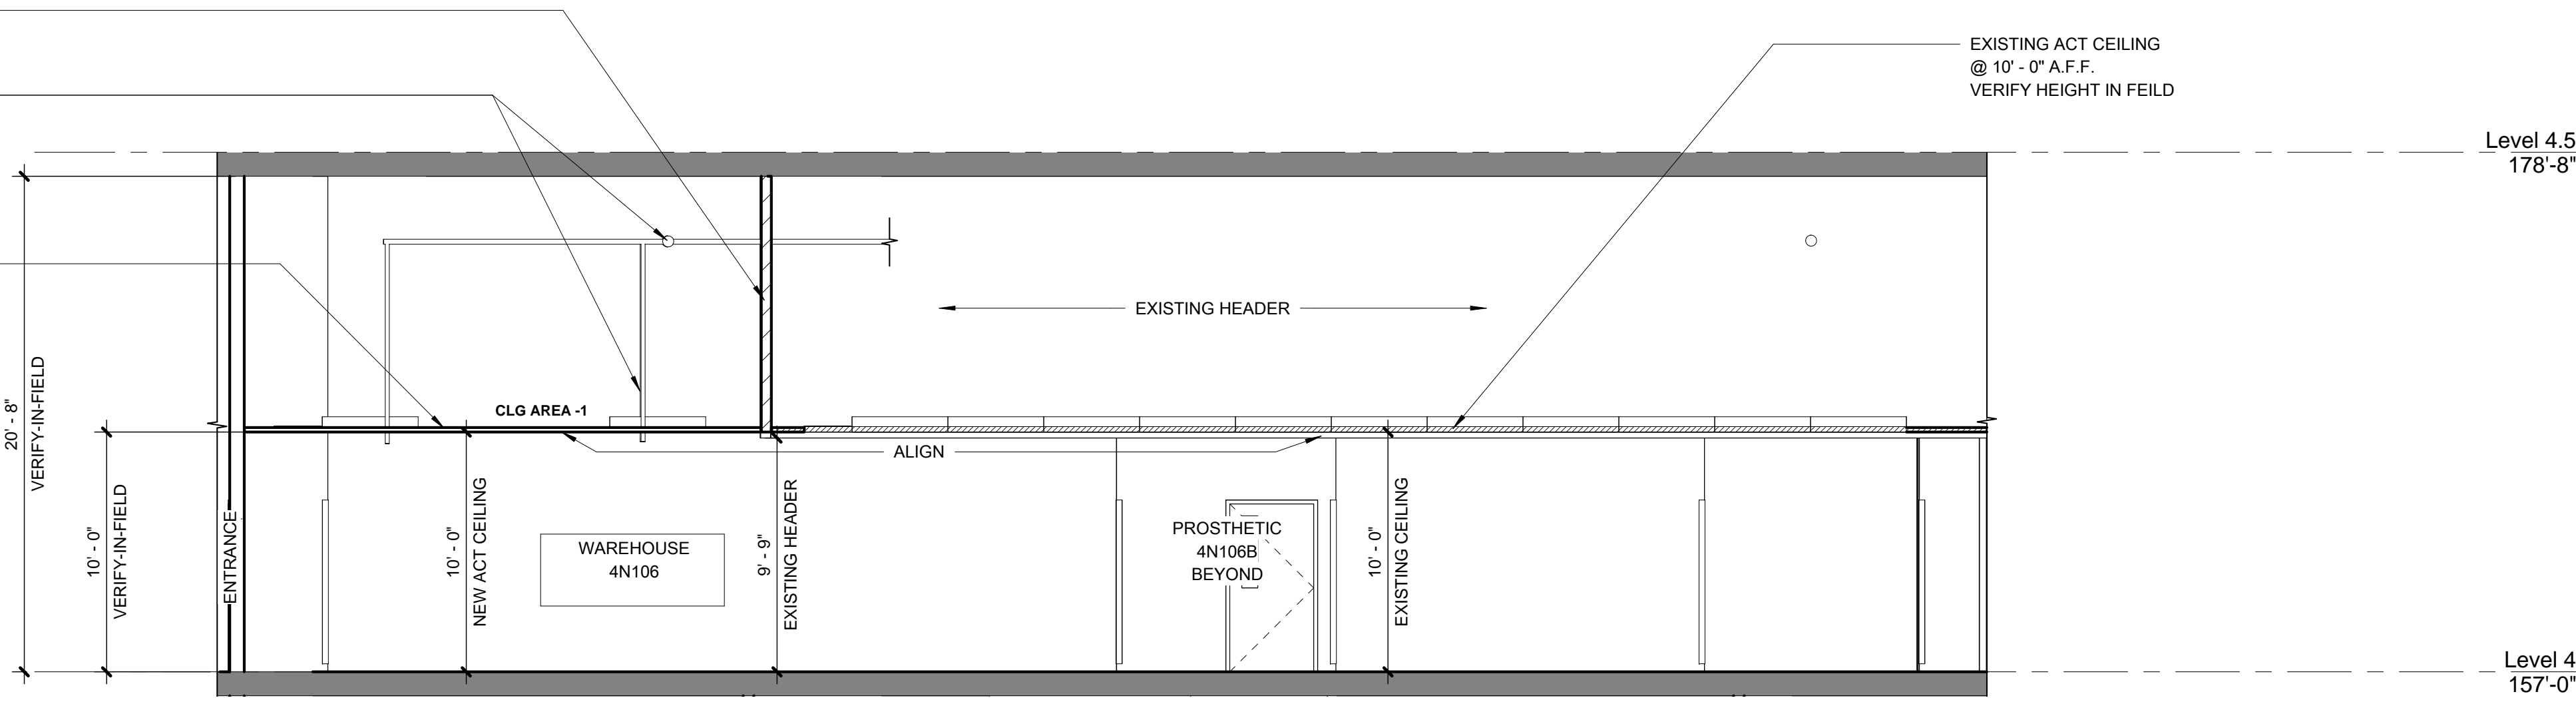 EXISTING ACT CEILING
@ 10' - 0" A.F.F.
VERIFY HEIGHT IN FEILD
Level 4.5
178'-8"
EXISTING HEADER
20' - 8"
VERIFY-IN-FIELD
CLG AREA -1
ALIGN
10' - 0"
VERIFY-IN-FIELD
ENTRANCE
10' - 0"
NEW ACT CEILING
WAREHOUSE
4N106
9' - 9"
EXISTING HEADER
PROSTHETIC
4N106B
BEYOND
10' - 0"
EXISTING CEILING
Level 4
157'-0"